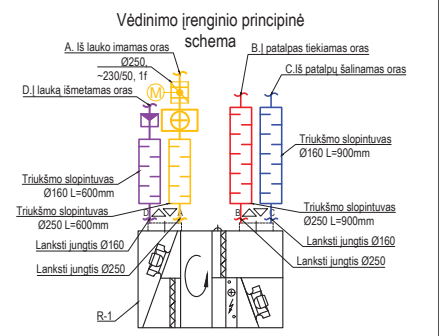 Vėdinimo įrenginio principinė
schema
A. Iš lauko imamas oras
Ø250,
~230/50, 1f
D.Į lauką išmetamas oras
M
B.Į patalpas tiekiamas oras
C.Iš patalpų šalinamas oras
Triukšmo slopintuvas
Ø160 L=900mm
Triukšmo slopintuvas
Ø160 L=600mm
Triukšmo slopintuvas
Ø250 L=600mm
Triukšmo slopintuvas
Ø250 L=900mm
D
A
B
C
Lanksti jungtis Ø160
Lanksti jungtis Ø250
Lanksti jungtis Ø160
Lanksti jungtis Ø250
R-1